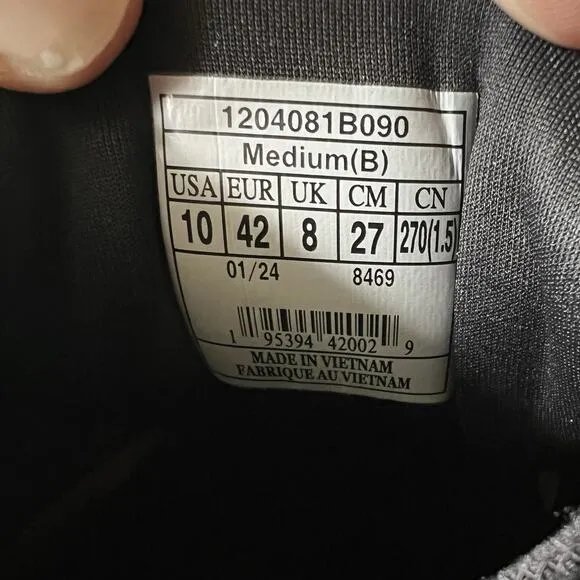 1204081B090
Medium(B)
USA EUR UK CM CN
10 42 8 27 270(1.5)
01/24 8469
1 95394 42002 9
MADE IN VIETNAM
FABRIQUE AU VIETNAM